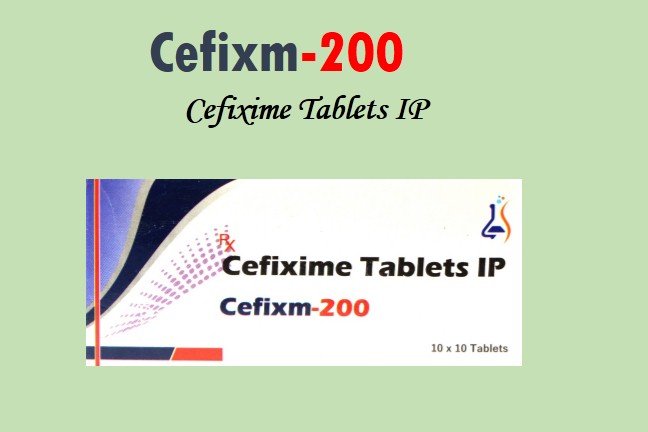 Cefixm-200
Cefixime Tablets IP
Rx
Cefixime Tablets IP
Cefixm-200
10 x 10 Tablets